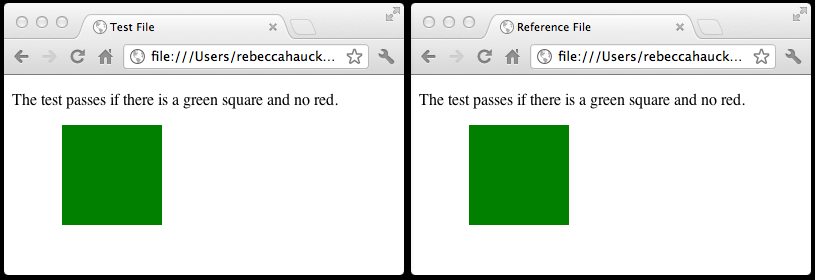 Test File
file:///Users/rebeccahauck...
The test passes if there is a green square and no red.
Reference File
file:///Users/rebeccahauck...
The test passes if there is a green square and no red.